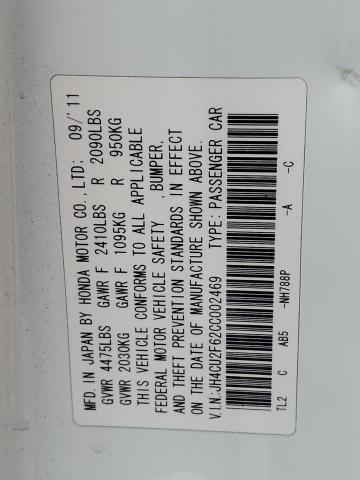 MFD. IN JAPAN BY HONDA MOTOR CO., LTD; 09/'11
GVWR 4475LBS GAWR F 2410LBS R 2090LBS
GVWR 2030KG GAWR F 1095KG R 950KG
THIS VEHICLE CONFORMS TO ALL APPLICABLE
FEDERAL MOTOR VEHICLE SAFETY ,BUMPER,
AND THEFT PREVENTION STANDARDS IN EFFECT
ON THE DATE OF MANUFACTURE SHOWN ABOVE.
V.I.N:JH4CU2F62CC002469 TYPE: PASSENGER CAR
TL2 C AB5 -NH788P -A -C